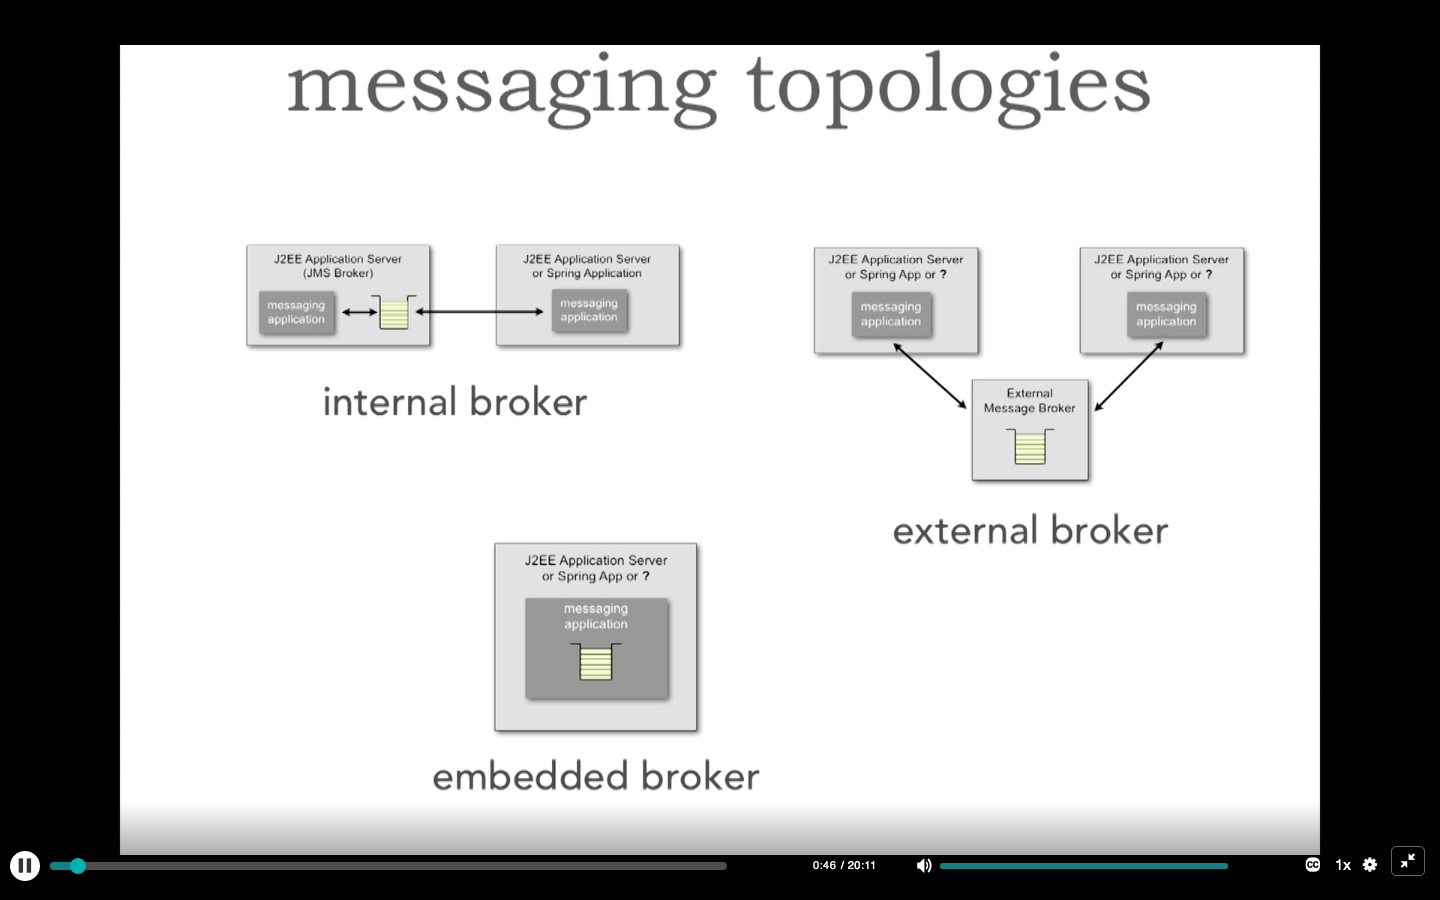 messaging topologies
J2EE Application Server
(JMS Broker)
messaging
application
J2EE Application Server
or Spring Application
messaging
application
internal broker
J2EE Application Server
or Spring App or ?
messaging
application
J2EE Application Server
or Spring App or ?
messaging
application
External
Message Broker
external broker
J2EE Application Server
or Spring App or ?
messaging
application
embedded broker
0:46 / 20:11
CC
1x